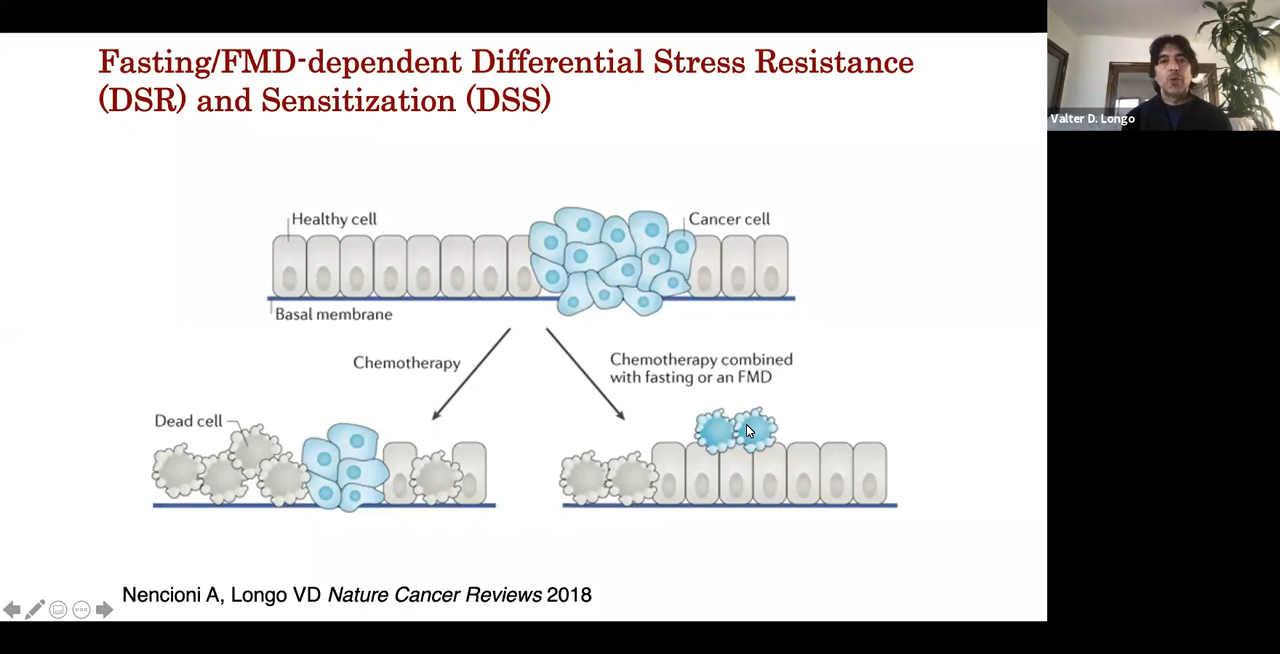 Fasting/FMD-dependent Differential Stress Resistance
(DSR) and Sensitization (DSS)
Valter D. Longo
Healthy cell
Cancer cell
Basal membrane
Chemotherapy
Chemotherapy combined
with fasting or an FMD
Dead cell
Nencioni A, Longo VD Nature Cancer Reviews 2018